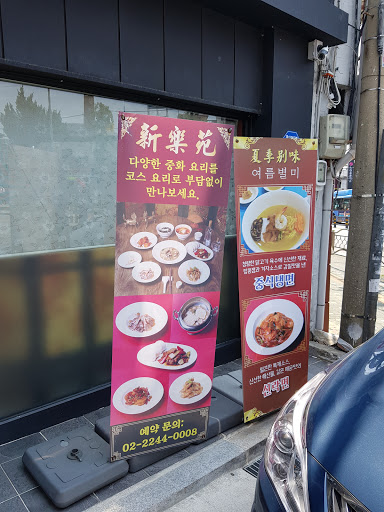 新樂苑
다양한 중화 요리를
코스 요리로 부담없이
만나보세요.
예약 문의:
02-2244-0008
夏季別味
여름별미
중식냉면
신락면